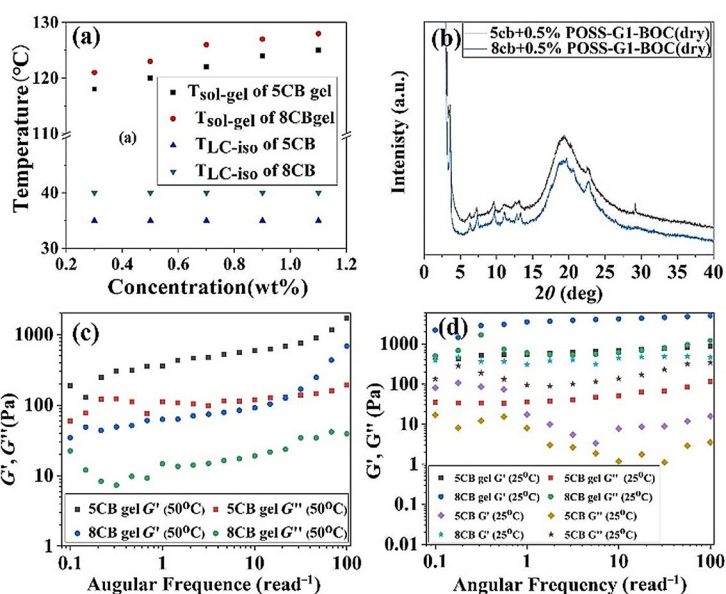 (a)
Temperature(°C)
130
120
110
40
30
T_sol-gel of 5CB gel
T_sol-gel of 8CBgel
(a)
T_LC-iso of 5CB
T_LC-iso of 8CB
0.2 0.4 0.6 0.8 1.0 1.2
Concentration(wt%)
(b)
5cb+0.5% POSS-G1-BOC(dry)
8cb+0.5% POSS-G1-BOC(dry)
Intenisty (a.u.)
0 5 10 15 20 25 30 35 40
2θ (deg)
(c)
G', G''(Pa)
1000
100
10
1
5CB gel G' (50°C) 5CB gel G'' (50°C)
8CB gel G' (50°C) 8CB gel G'' (50°C)
0.1 1 10 100
Augular Frequence (read⁻¹)
(d)
G', G'' (Pa)
1000
100
10
1
0.1
0.01
5CB gel G' (25°C) 5CB gel G'' (25°C)
8CB gel G' (25°C) 8CB gel G'' (25°C)
5CB G' (25°C) 5CB G'' (25°C)
8CB G' (25°C) 5CB G'' (25°C)
0.1 1 10 100
Angular Frequency (read⁻¹)